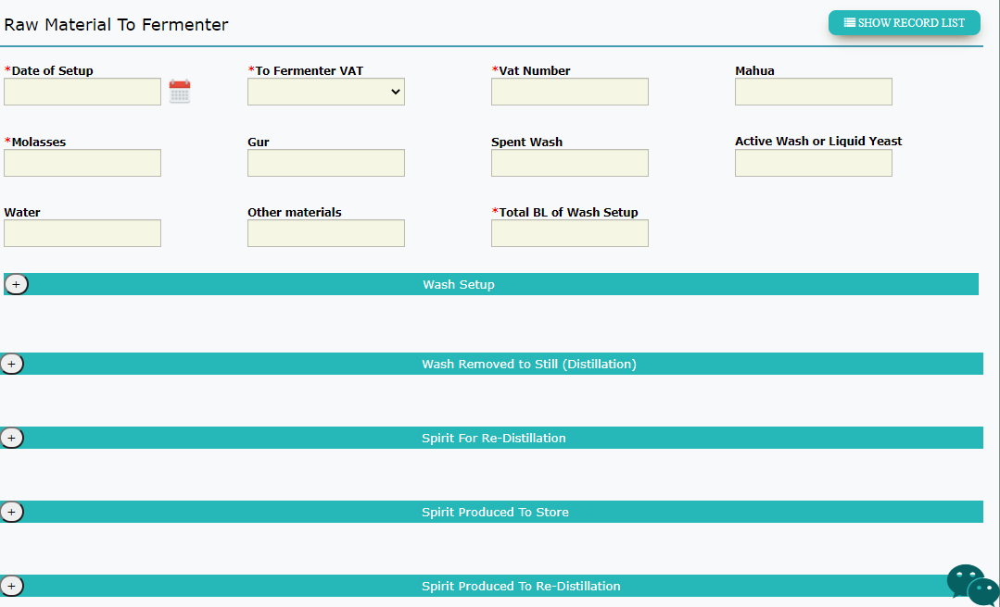 Raw Material To Fermenter
SHOW RECORD LIST
*Date of Setup
*To Fermenter VAT
*Vat Number
Mahua
*Molasses
Gur
Spent Wash
Active Wash or Liquid Yeast
Water
Other materials
*Total BL of Wash Setup
+ Wash Setup
+ Wash Removed to Still (Distillation)
+ Spirit For Re-Distillation
+ Spirit Produced To Store
+ Spirit Produced To Re-Distillation